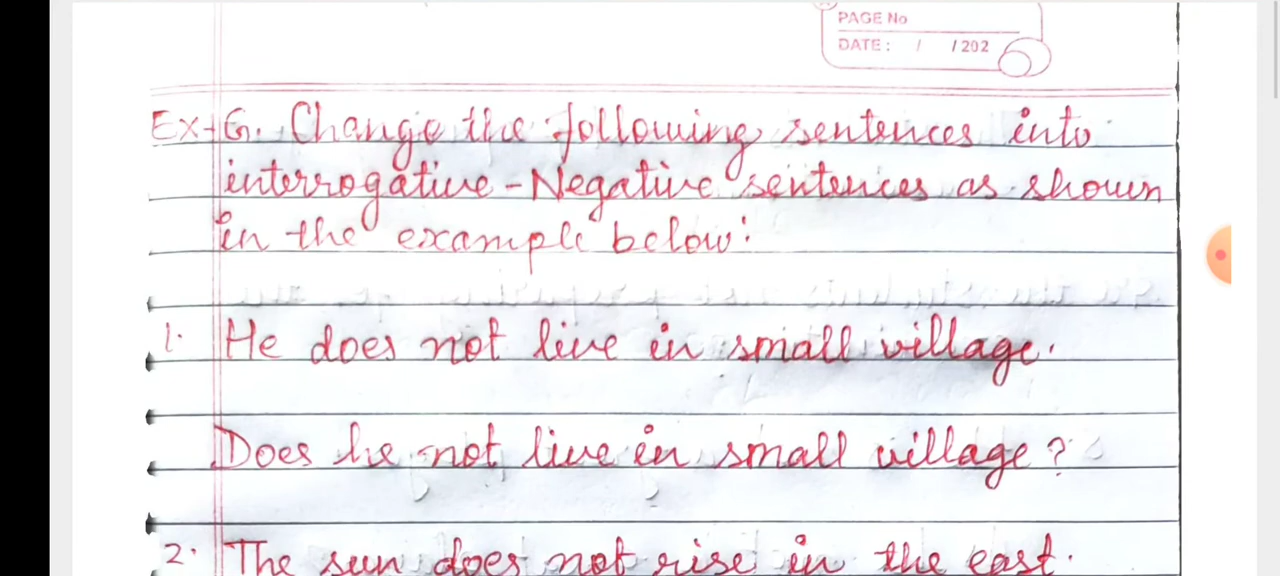 PAGE No
DATE: / /202
Ex-G. Change the following sentences into
interrogative-Negative sentences as shown
in the example below:
1. He does not live in small village.
Does he not live in small village?
2. The sun does not rise in the east.